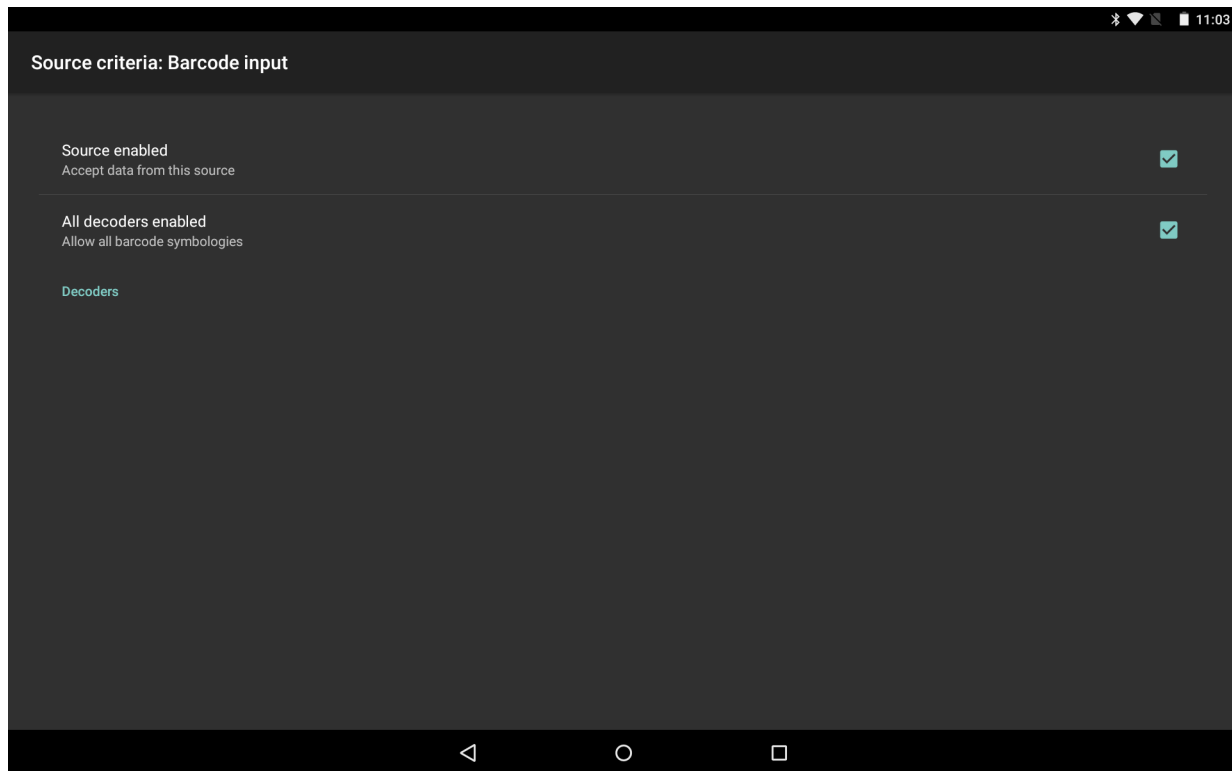 11:03
Source criteria: Barcode input
Source enabled
Accept data from this source
All decoders enabled
Allow all barcode symbologies
Decoders